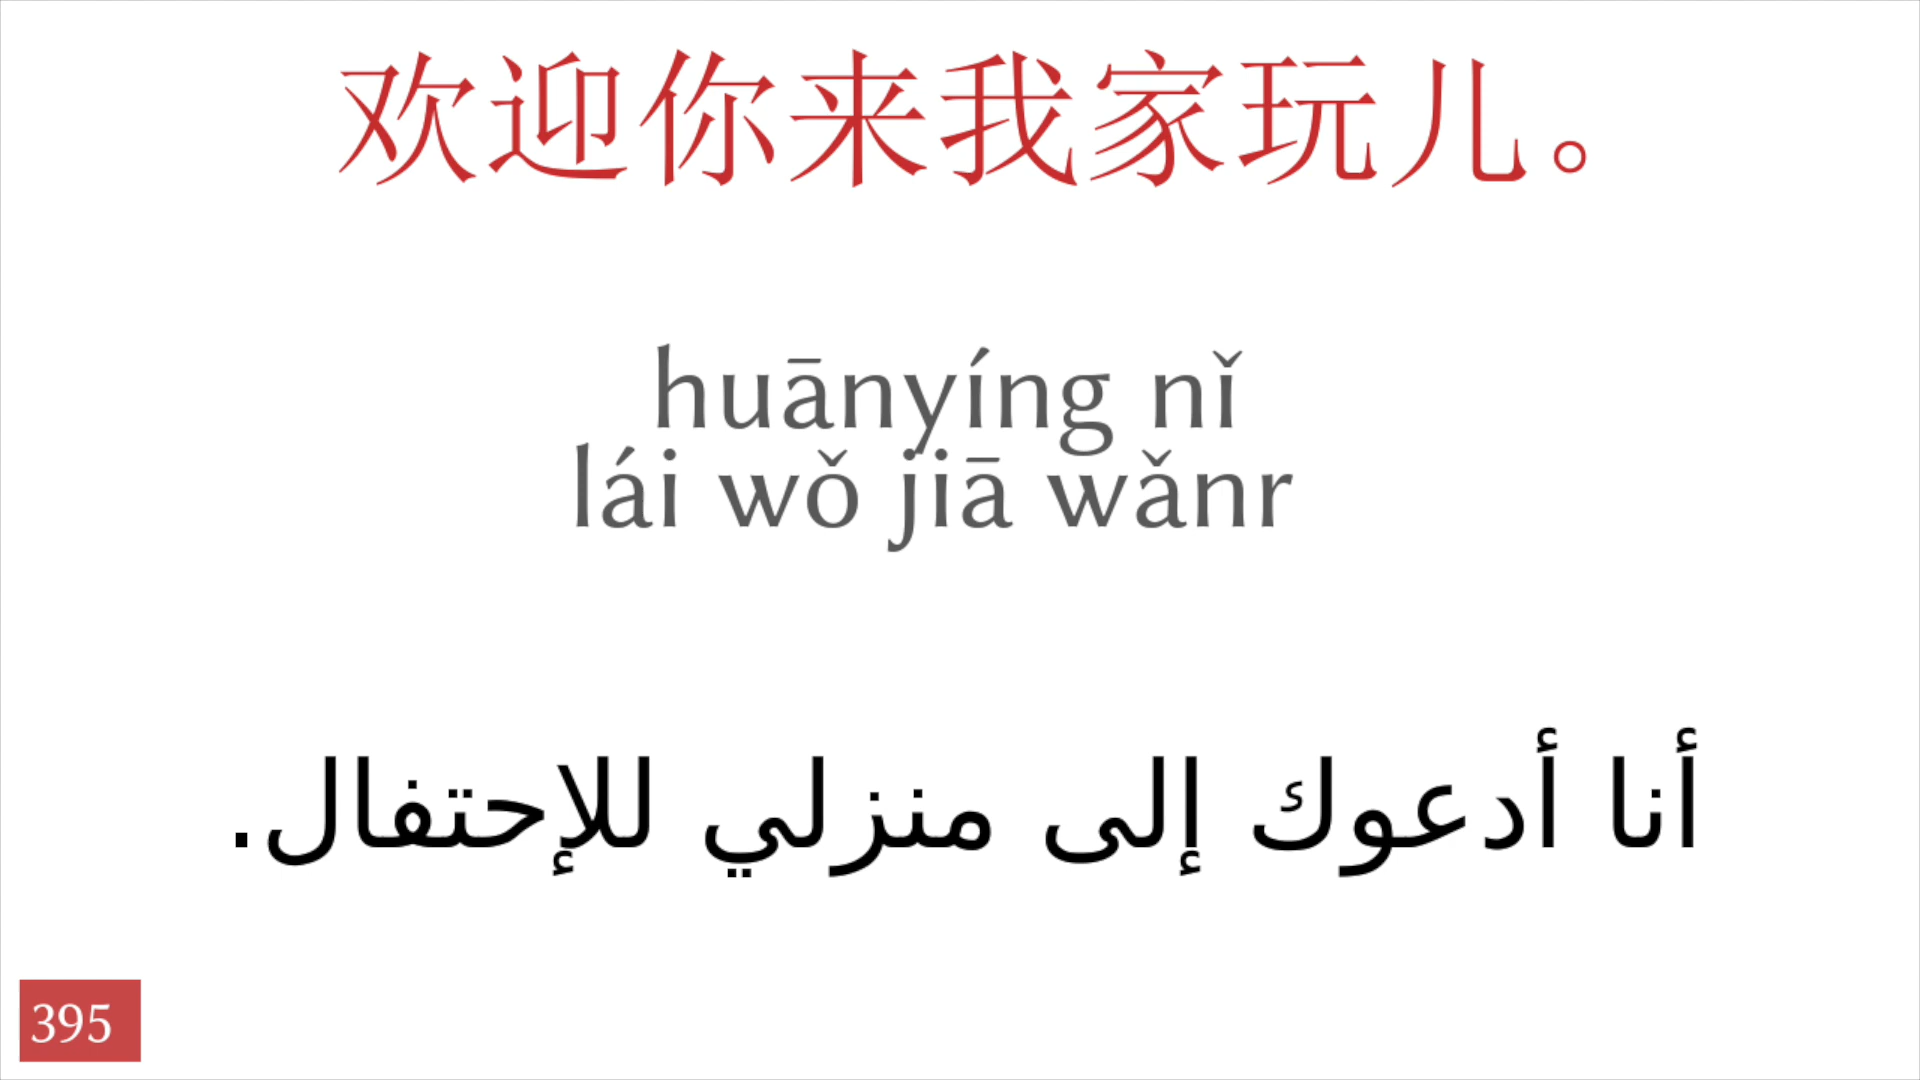 欢迎你来我家玩儿。
huānyíng nǐ
lái wǒ jiā wǎnr
أنا أدعوك إلى منزلي للإحتفال.
395